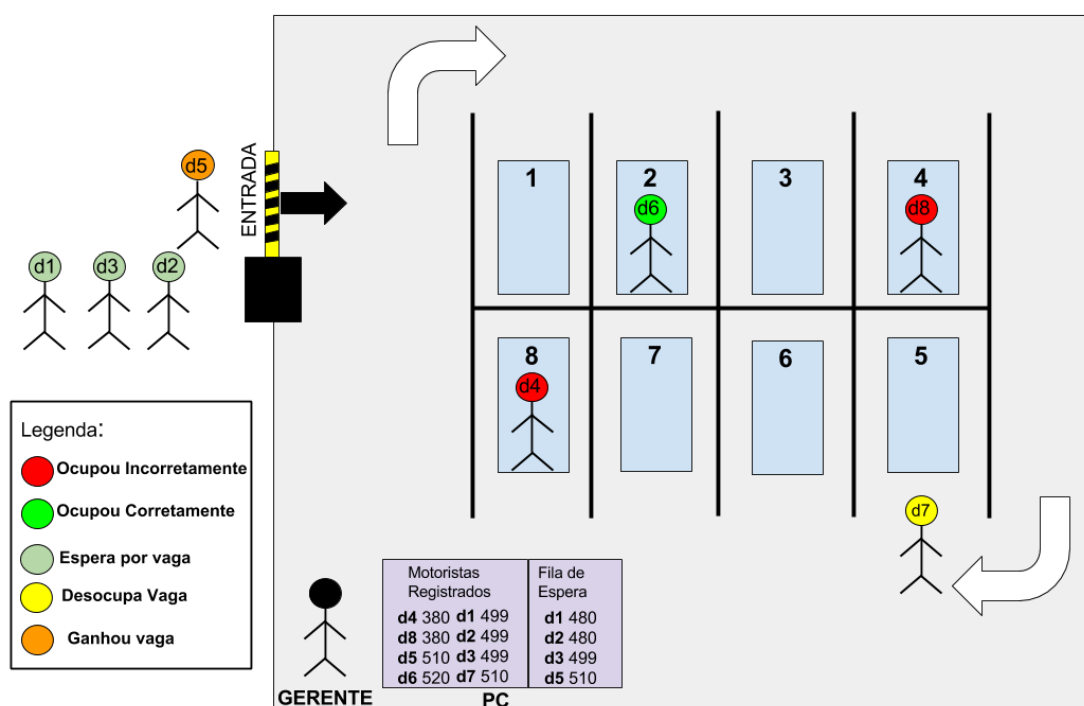 ENTRADA
d5
d1 d3 d2
1 2 3 4
d6 d8
8 7 6 5
d4
d7
Legenda:
Ocupou Incorretamente
Ocupou Corretamente
Espera por vaga
Desocupa Vaga
Ganhou vaga
GERENTE
Motoristas
Registrados
d4 380 d1 499
d8 380 d2 499
d5 510 d3 499
d6 520 d7 510
Fila de
Espera
d1 480
d2 480
d3 499
d5 510
PC